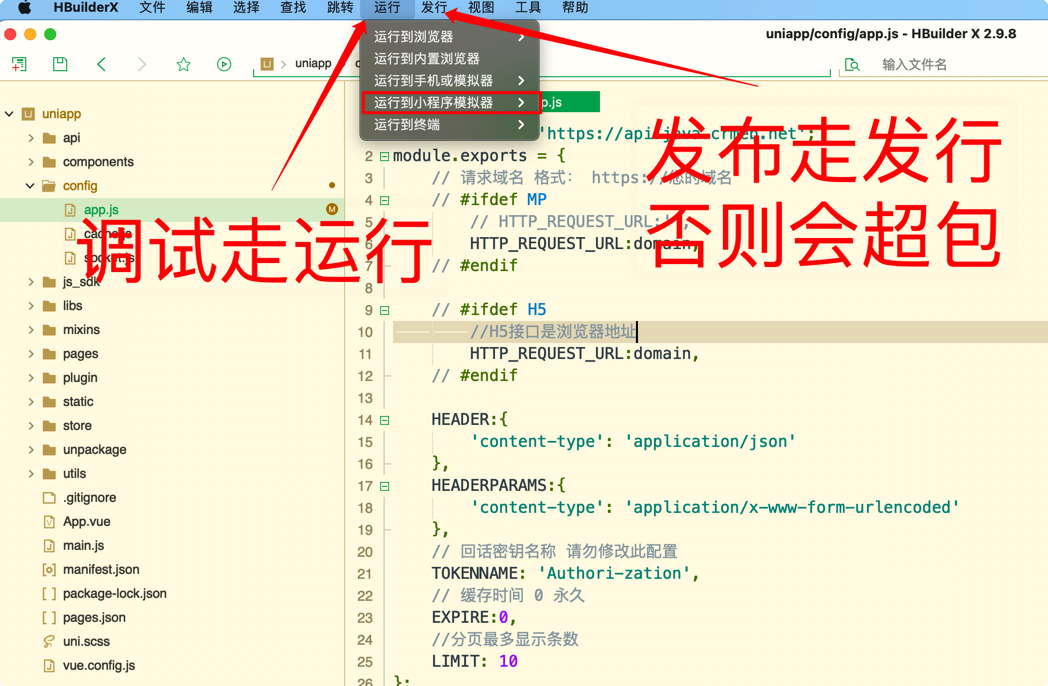 HBuilderX 文件 编辑 选择 查找 跳转 运行 发行 视图 工具 帮助
uniapp/config/app.js - HBuilder X 2.9.8
uniapp
输入文件名
运行到浏览器
运行到内置浏览器
运行到手机或模拟器
运行到小程序模拟器
运行到终端
uniapp
api
components
config
app.js
cache.js
socket.js
js_sdk
libs
mixins
pages
plugin
static
store
unpackage
utils
.gitignore
App.vue
main.js
manifest.json
package-lock.json
pages.json
uni.scss
vue.config.js
M
调试走运行
发布走发行
否则会超包
p.js
'https://api.java.crmeb.net';
2 module.exports = {
3 // 请求域名 格式: https://您的域名
4 // #ifdef MP
5 // HTTP_REQUEST_URL:'',
6 HTTP_REQUEST_URL:domain,
7 // #endif
8
9 // #ifdef H5
10 //H5接口是浏览器地址
11 HTTP_REQUEST_URL:domain,
12 // #endif
13
14 HEADER:{
15 'content-type': 'application/json'
16 },
17 HEADERPARAMS:{
18 'content-type': 'application/x-www-form-urlencoded'
19 },
20 // 回话密钥名称 请勿修改此配置
21 TOKENNAME: 'Authori-zation',
22 // 缓存时间 0 永久
23 EXPIRE:0,
24 //分页最多显示条数
25 LIMIT: 10
26 };